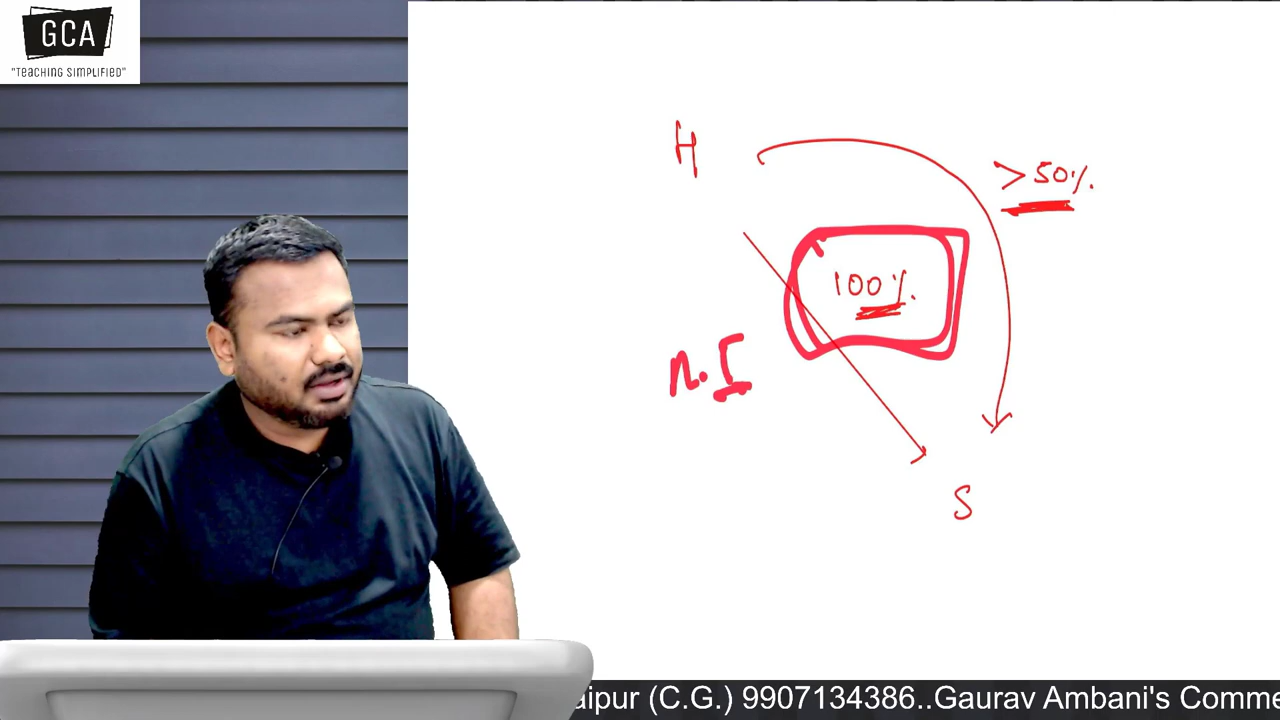 GCA
"Teaching Simplified"
H
>50%.
100%.
n.I
S
aipur (C.G.) 9907134386..Gaurav Ambani's Comme